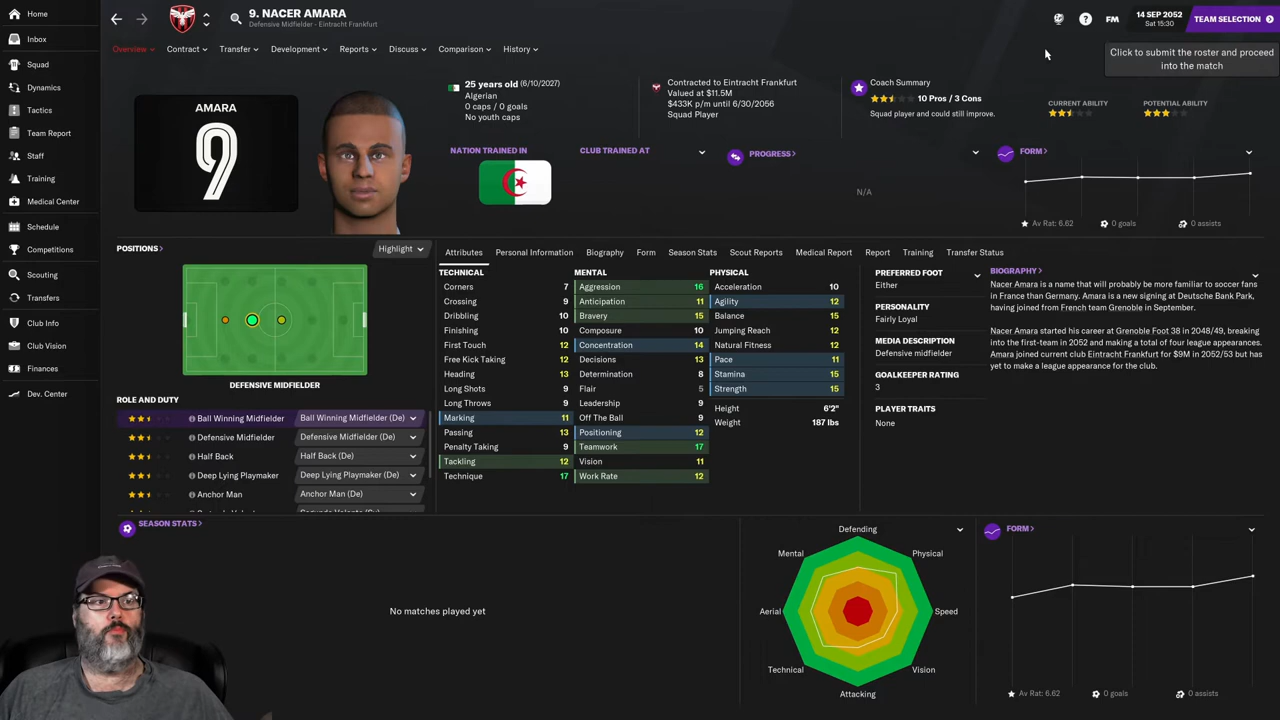 Home
Inbox
Squad
Dynamics
Tactics
Team Report
Staff
Training
Medical Center
Schedule
Competitions
Scouting
Transfers
Club Info
Club Vision
Finances
Dev. Center
9. NACER AMARA
Defensive Midfielder - Eintracht Frankfurt
FM
14 SEP 2052
Sat 15:30
TEAM SELECTION
Click to submit the roster and proceed
into the match
Overview
Contract
Transfer
Development
Reports
Discuss
Comparison
History
AMARA
9
25 years old (6/10/2027)
Algerian
0 caps / 0 goals
No youth caps
Contracted to Eintracht Frankfurt
Valued at $11.5M
$433K p/m until 6/30/2056
Squad Player
Coach Summary
10 Pros / 3 Cons
Squad player and could still improve.
CURRENT ABILITY
POTENTIAL ABILITY
NATION TRAINED IN
CLUB TRAINED AT
PROGRESS>
N/A
FORM>
Av Rat: 6.62
0 goals
0 assists
POSITIONS>
Highlight
DEFENSIVE MIDFIELDER
ROLE AND DUTY
Ball Winning Midfielder
Ball Winning Midfielder (De)
Defensive Midfielder
Defensive Midfielder (De)
Half Back
Half Back (De)
Deep Lying Playmaker
Deep Lying Playmaker (De)
Anchor Man
Anchor Man (De)
Attributes
Personal Information
Biography
Form
Season Stats
Scout Reports
Medical Report
Report
Training
Transfer Status
TECHNICAL
Corners 7
Crossing 9
Dribbling 10
Finishing 10
First Touch 12
Free Kick Taking 12
Heading 13
Long Shots 9
Long Throws 9
Marking 11
Passing 13
Penalty Taking 9
Tackling 12
Technique 17
MENTAL
Aggression 16
Anticipation 11
Bravery 15
Composure 10
Concentration 14
Decisions 13
Determination 8
Flair 5
Leadership 9
Off The Ball 9
Positioning 12
Teamwork 17
Vision 11
Work Rate 12
PHYSICAL
Acceleration 10
Agility 12
Balance 15
Jumping Reach 12
Natural Fitness 12
Pace 11
Stamina 15
Strength 15
Height 6'2"
Weight 187 lbs
PREFERRED FOOT
Either
PERSONALITY
Fairly Loyal
MEDIA DESCRIPTION
Defensive midfielder
GOALKEEPER RATING
3
PLAYER TRAITS
None
BIOGRAPHY>
Nacer Amara is a name that will probably be more familiar to soccer fans
in France than Germany. Amara is a new signing at Deutsche Bank Park,
having joined from French team Grenoble in September.
Nacer Amara started his career at Grenoble Foot 38 in 2048/49, breaking
into the first-team in 2052 and making a total of four league appearances.
Amara joined current club Eintracht Frankfurt for $9M in 2052/53 but has
yet to make a league appearance for the club.
SEASON STATS>
No matches played yet
Defending
Physical
Speed
Vision
Attacking
Technical
Aerial
Mental
FORM>
Av Rat: 6.62
0 goals
0 assists